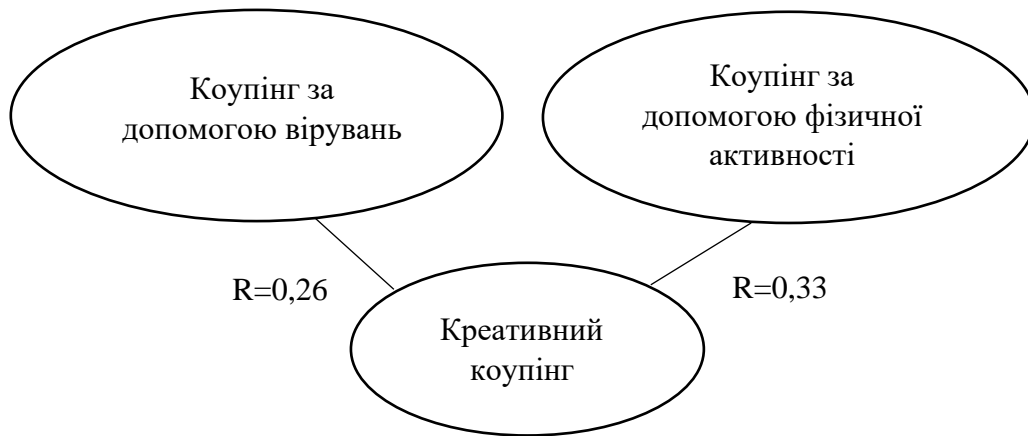 Коупінг за
допомогою вірувань
Коупінг за
допомогою фізичної
активності
R=0,26
R=0,33
Креативний
коупінг